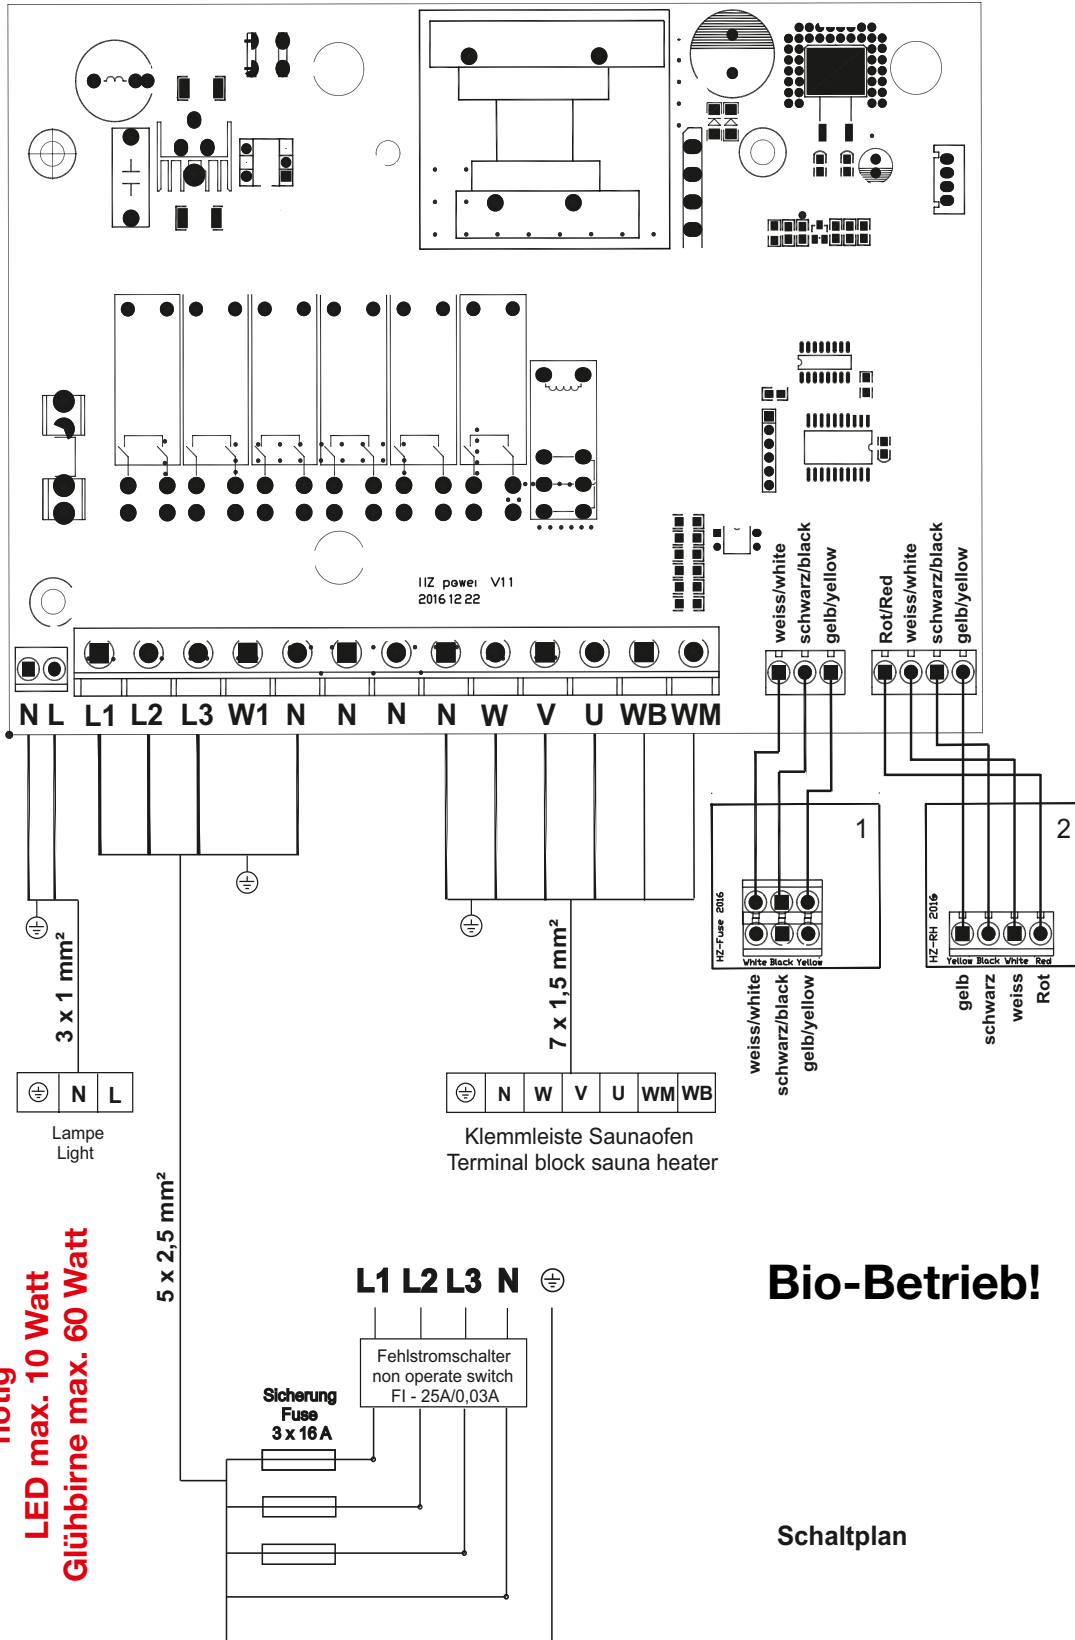 IIZ power V11
2016 12 22
weiss/white
schwarz/black
gelb/yellow
Rot/Red
weiss/white
schwarz/black
gelb/yellow
N L L1 L2 L3 W1 N N N N W V U WB WM
1
2
HZ-Fuse 2016
White Black Yellow
HZ-RH 2016
Yellow Black White Red
weiss/white
schwarz/black
gelb/yellow
gelb
schwarz
weiss
Rot
3 x 1 mm²
7 x 1,5 mm²
N L
Lampe
Light
N W V U WM WB
Klemmleiste Saunaofen
Terminal block sauna heater
5 x 2,5 mm²
LED max. 10 Watt
Glühbirne max. 60 Watt
L1 L2 L3 N
Bio-Betrieb!
Fehlstromschalter
non operate switch
FI - 25A/0,03A
Sicherung
Fuse
3 x 16 A
Schaltplan